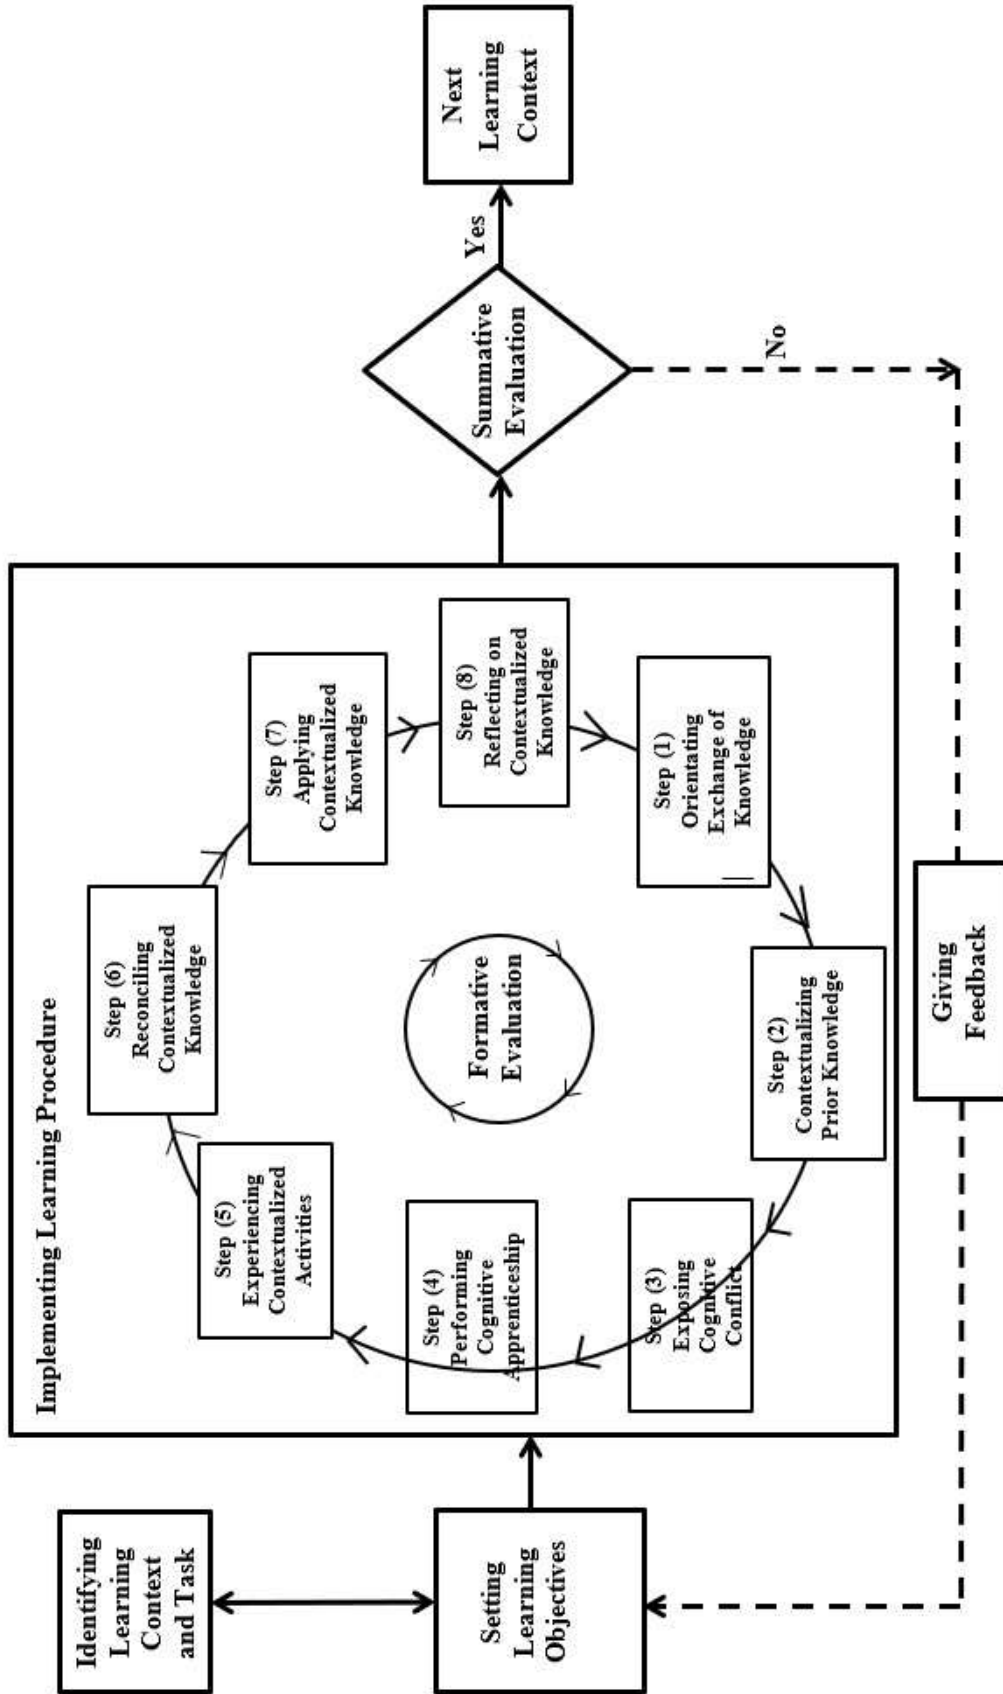 Identifying
Learning
Context
and Task
Setting
Learning
Objectives
Implementing Learning Procedure
Step (1)
Orientating
Exchange of
Knowledge
Step (2)
Contextualizing
Prior Knowledge
Step (3)
Exposing
Cognitive
Conflict
Step (4)
Performing
Cognitive
Apprenticeship
Step (5)
Experiencing
Contextualized
Activities
Step (6)
Reconciling
Contextualized
Knowledge
Step (7)
Applying
Contextualized
Knowledge
Step (8)
Reflecting on
Contextualized
Knowledge
Formative
Evaluation
Summative
Evaluation
Yes
Next
Learning
Context
No
Giving
Feedback